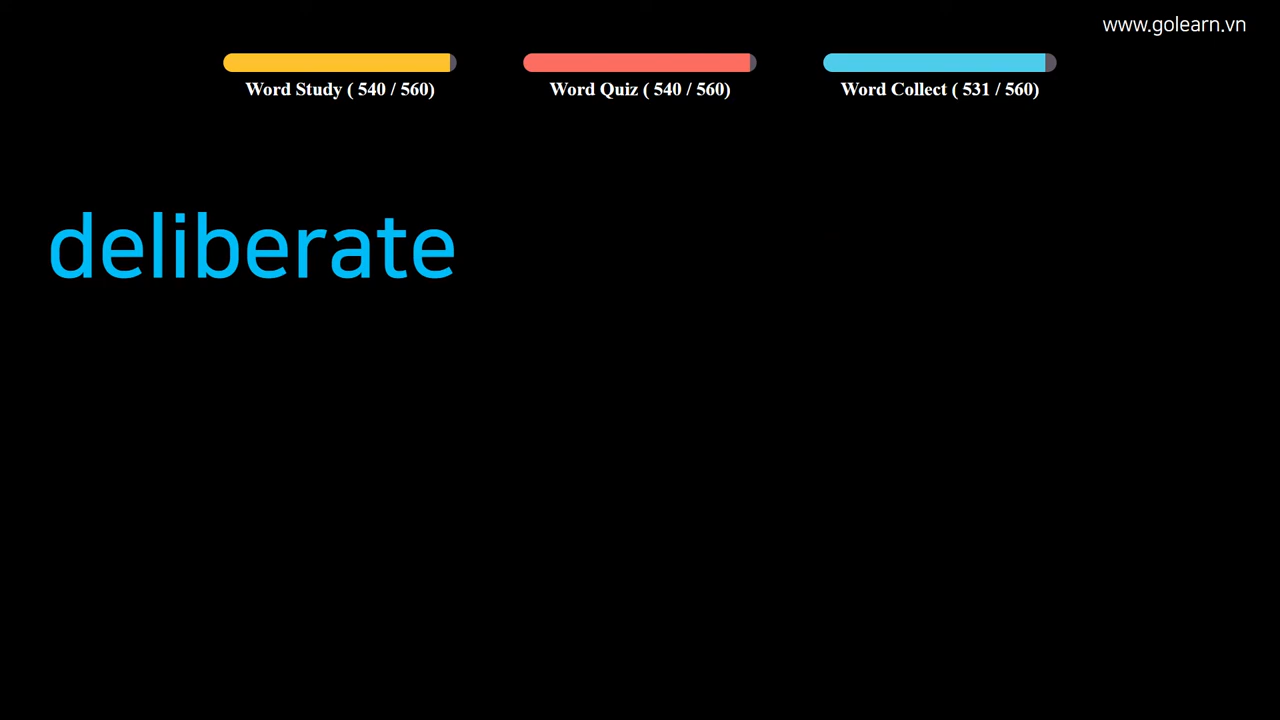 www.golearn.vn
Word Study ( 540 / 560)
Word Quiz ( 540 / 560)
Word Collect ( 531 / 560)
deliberate